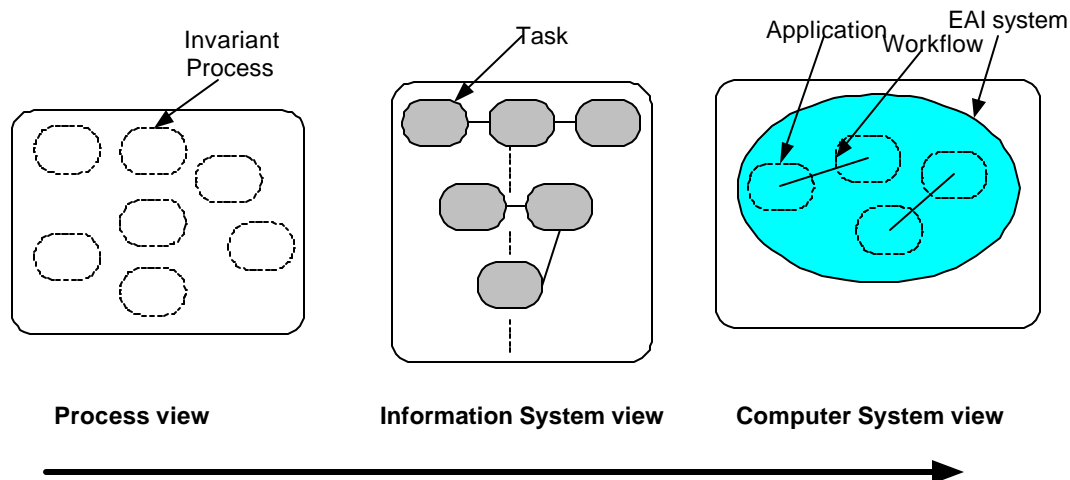 Invariant
Process
Task
Application
Workflow
EAI system
Process view
Information System view
Computer System view